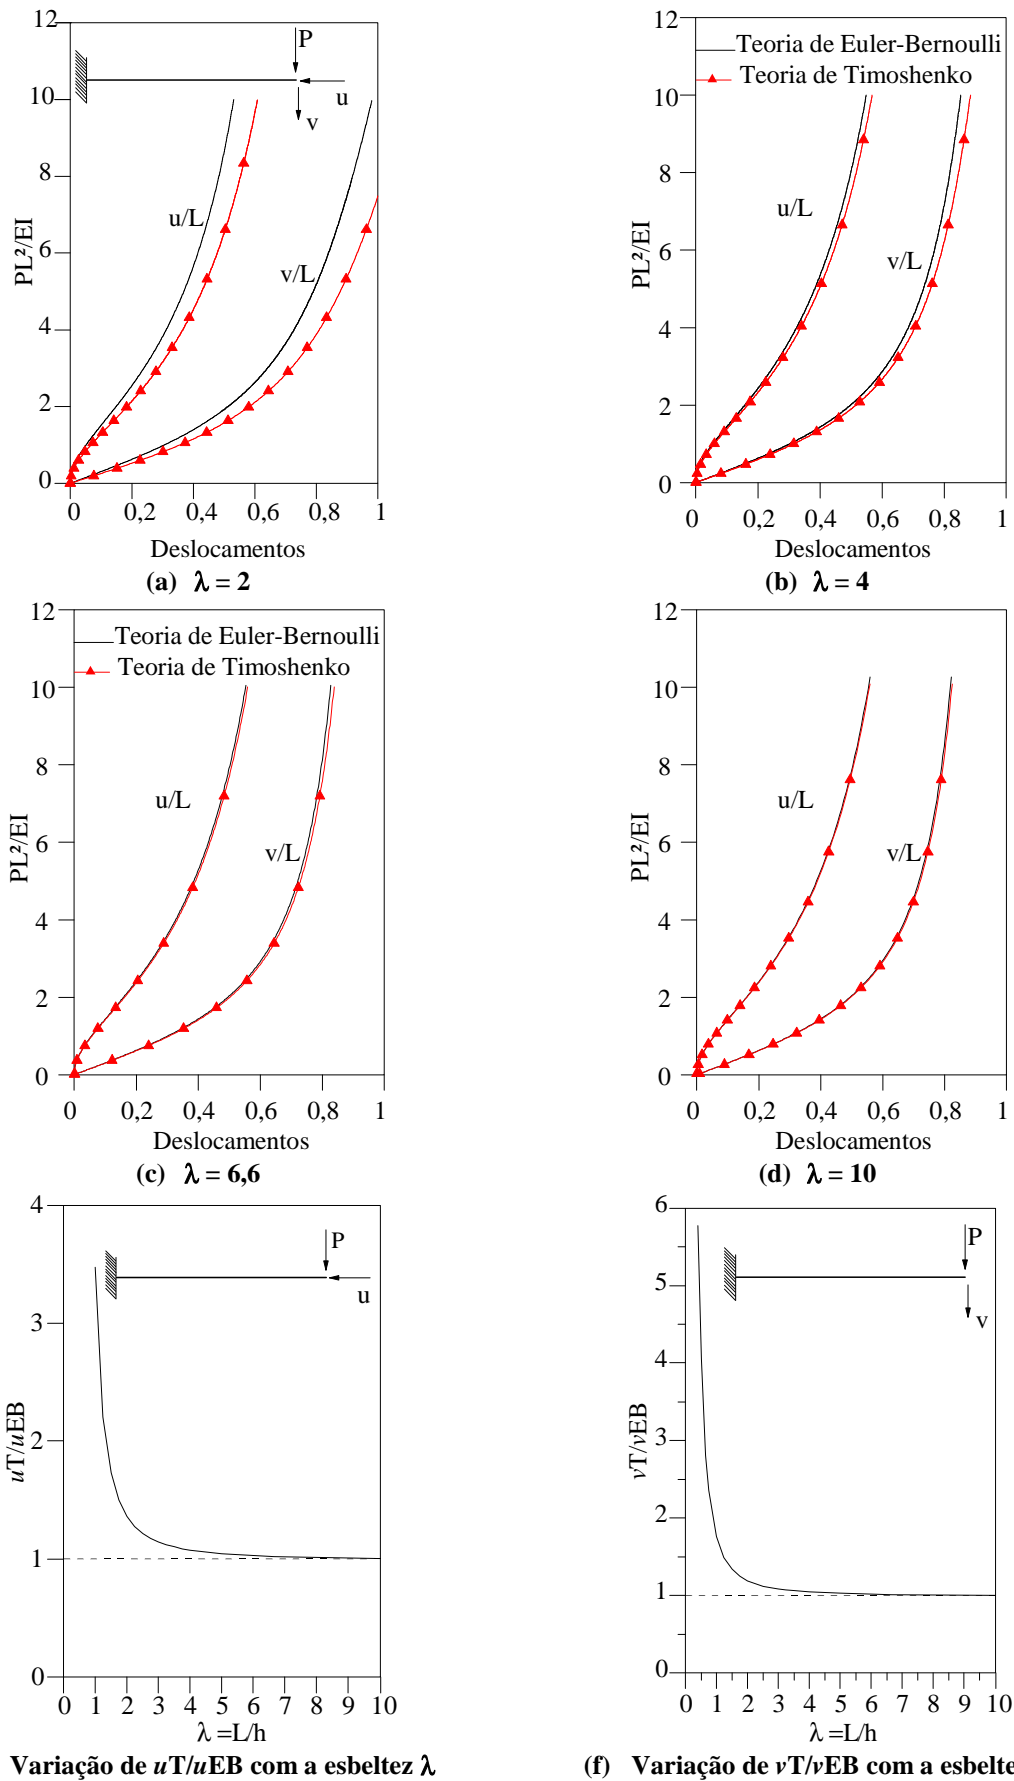 12
10
8
6
4
2
0
PL²/EI
P
u
v
u/L
v/L
0
0,2
0,4
0,6
0,8
1
Deslocamentos
(a) λ = 2
12
10
8
6
4
2
0
PL²/EI
Teoria de Euler-Bernoulli
Teoria de Timoshenko
u/L
v/L
0
0,2
0,4
0,6
0,8
1
Deslocamentos
(b) λ = 4
12
10
8
6
4
2
0
PL²/EI
Teoria de Euler-Bernoulli
Teoria de Timoshenko
u/L
v/L
0
0,2
0,4
0,6
0,8
1
Deslocamentos
(c) λ = 6,6
12
10
8
6
4
2
0
PL²/EI
u/L
v/L
0
0,2
0,4
0,6
0,8
1
Deslocamentos
(d) λ = 10
4
3
2
1
0
uT/uEB
P
u
0 1 2 3 4 5 6 7 8 9 10
λ =L/h
Variação de uT/uEB com a esbeltez λ
6
5
4
3
2
1
0
vT/vEB
P
v
0 1 2 3 4 5 6 7 8 9 10
λ =L/h
(f) Variação de vT/vEB com a esbelte